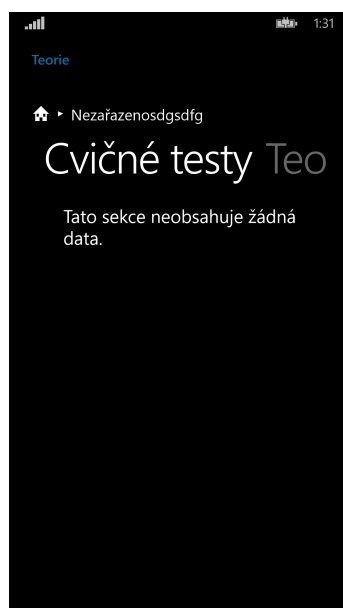 1:31
Teorie
Nezařazenosdgsdfg
Cvičné testy Teo
Tato sekce neobsahuje žádná
data.